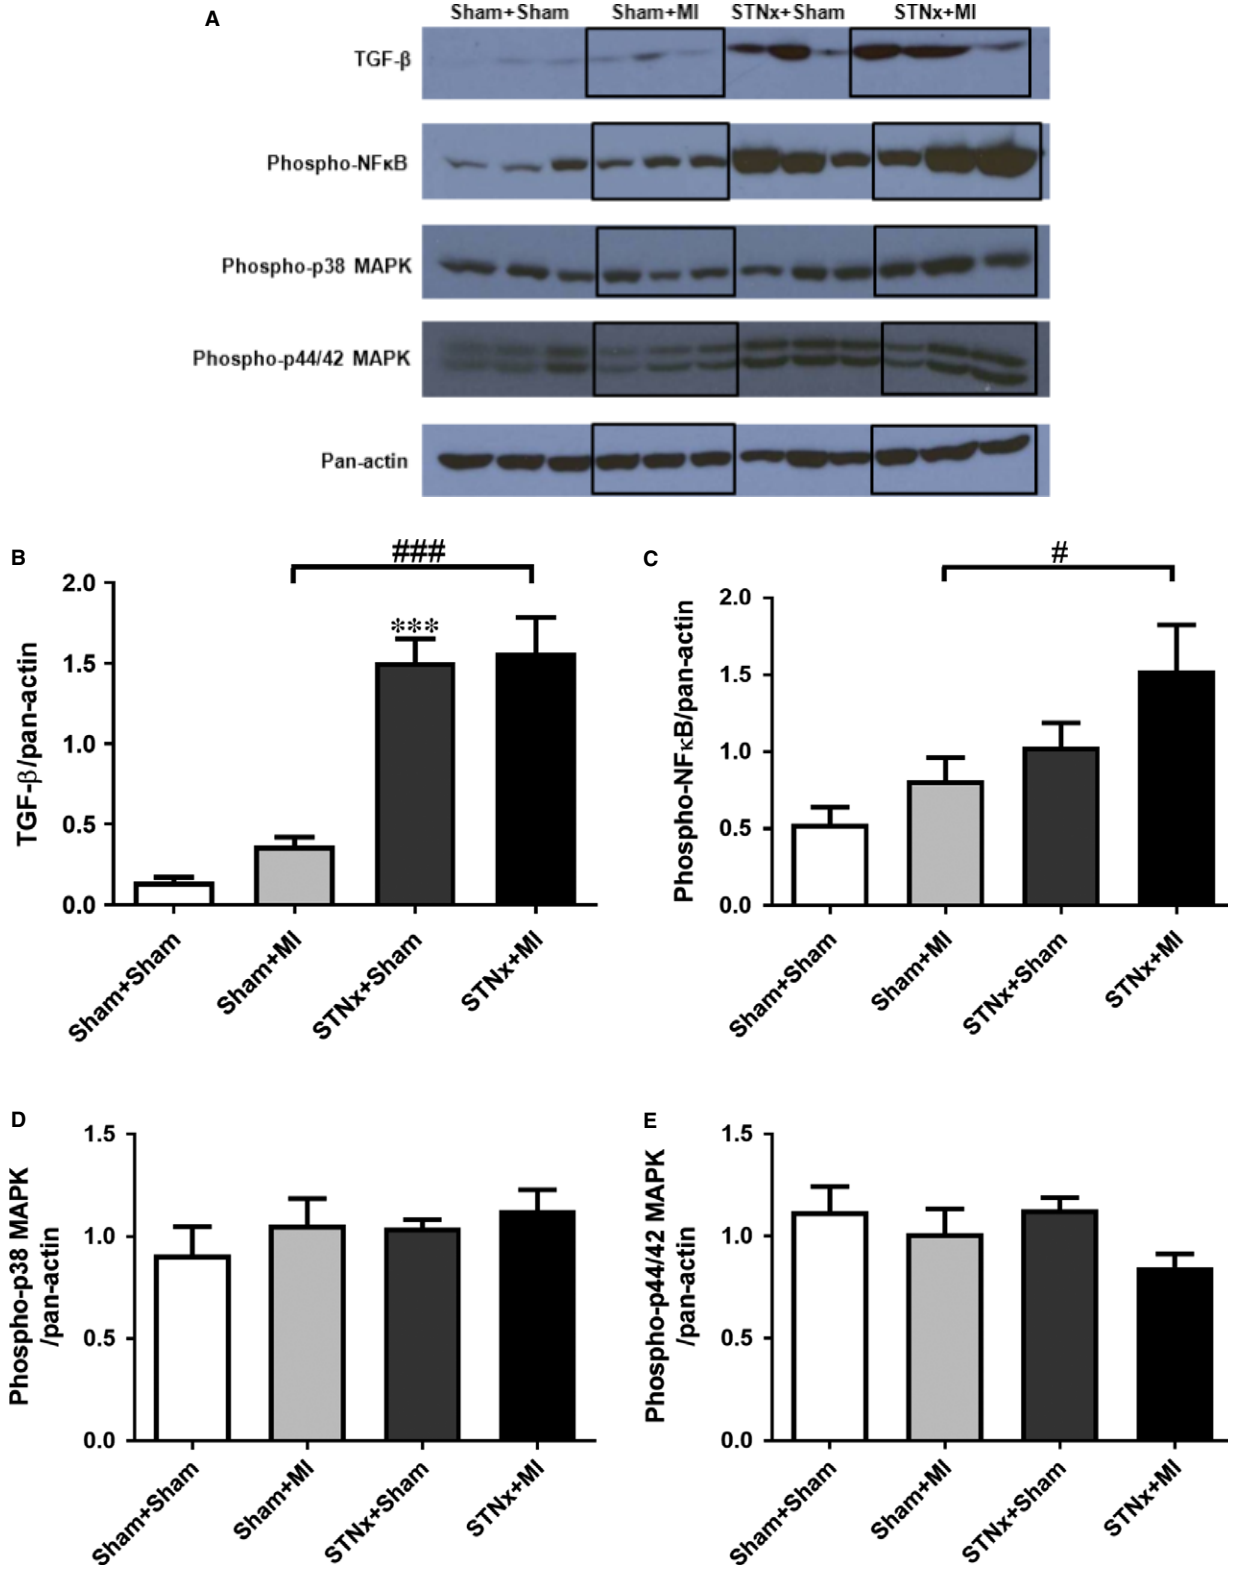 A
Sham+Sham Sham+MI STNx+Sham STNx+MI
TGF-β
Phospho-NFκB
Phospho-p38 MAPK
Phospho-p44/42 MAPK
Pan-actin
B
###
***
2.0
1.5
1.0
0.5
0.0
TGF-β/pan-actin
Sham+Sham
Sham+MI
STNx+Sham
STNx+MI
C
#
2.0
1.5
1.0
0.5
0.0
Phospho-NFκB/pan-actin
Sham+Sham
Sham+MI
STNx+Sham
STNx+MI
D
1.5
1.0
0.5
0.0
Phospho-p38 MAPK
/pan-actin
Sham+Sham
Sham+MI
STNx+Sham
STNx+MI
E
1.5
1.0
0.5
0.0
Phospho-p44/42 MAPK
/pan-actin
Sham+Sham
Sham+MI
STNx+Sham
STNx+MI